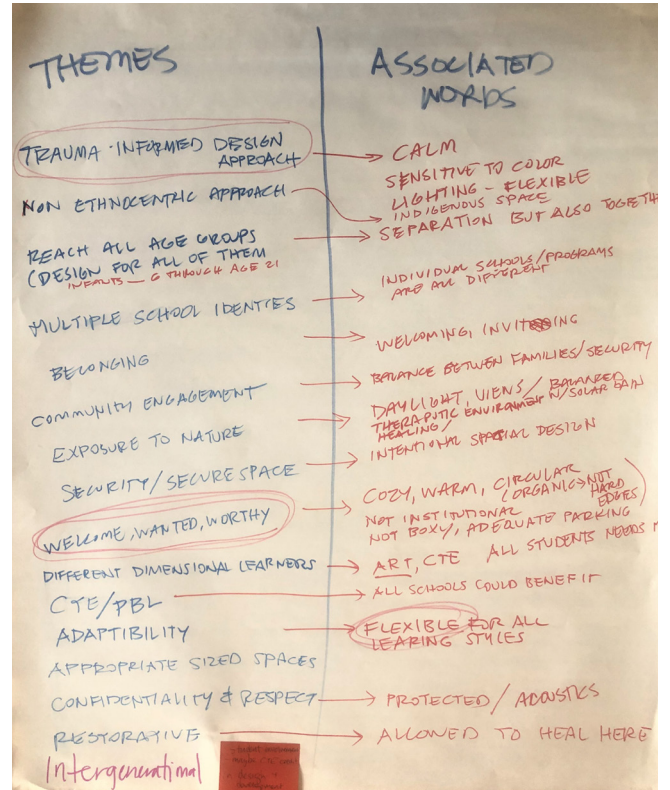 THEMES
ASSOCIATED
WORDS
TRAUMA-INFORMED DESIGN
APPROACH
CALM
SENSITIVE TO COLOR
LIGHTING - FLEXIBLE
NON ETHNOCENTRIC APPROACH
INDIGENOUS SPACE
REACH ALL AGE GROUPS
(DESIGN FOR ALL OF THEM
INFANTS - 6 THROUGH AGE 21
SEPARATION BUT ALSO TOGETH
MULTIPLE SCHOOL IDENTIES
INDIVIDUAL SCHOOLS/PROGRAMS
ARE ALL DIFFERENT
BELONGING
WELCOMING, INVITING
COMMUNITY ENGAGEMENT
BALANCE BETWEN FAMILIES/SECURITY
EXPOSURE TO NATURE
DAYLIGHT, VIEWS / BALANCED
THERAPUTIC ENVIRONMENT W/SOLAR GAIN
HEALING/
SECURITY/SECURE SPACE
INTENTIONAL SPACIAL DESIGN
WELCOME, WANTED, WORTHY
COZY, WARM, CIRCULAR
NOT INSTITUTIONAL (ORGANIC → NOT
HARD
EDGES)
NOT BOXY, ADEQUATE PARKING
DIFFERENT DIMENSIONAL LEARNERS
ART, CTE ALL STUDENTS NEEDS
CTE/PBL
ALL SCHOOLS COULD BENEFIT
ADAPTIBILITY
FLEXIBLE FOR ALL
LEARING STYLES
APPROPRIATE SIZED SPACES
CONFIDENTIALITY & RESPECT
PROTECTED/ACOUSTICS
RESTORATIVE
ALLOWED TO HEAL HERE
Intergenerational